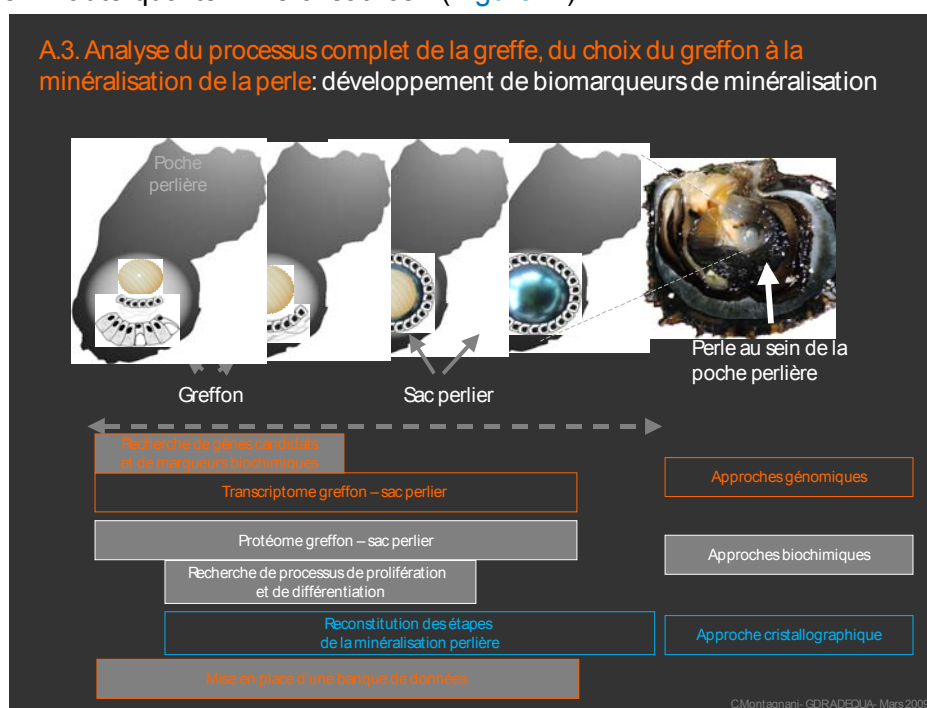 A.3. Analyse du processus complet de la greffe, du choix du greffon à la
minéralisation de la perle: développement de biomarqueurs de minéralisation
Poche
perlière
Perle au sein de la
poche perlière
Greffon
Sac perlier
Recherche de gènes candidats
et de marqueurs biochimiques
Transcriptome greffon – sac perlier
Approches génomiques
Protéome greffon – sac perlier
Approches biochimiques
Recherche de processus de prolifération
et de différentiation
Reconstitution des étapes
de la minéralisation perlière
Approche cristallographique
Mise en place d'une banque de données
C.Montagnani- GDRADEQUA- Mars 2009